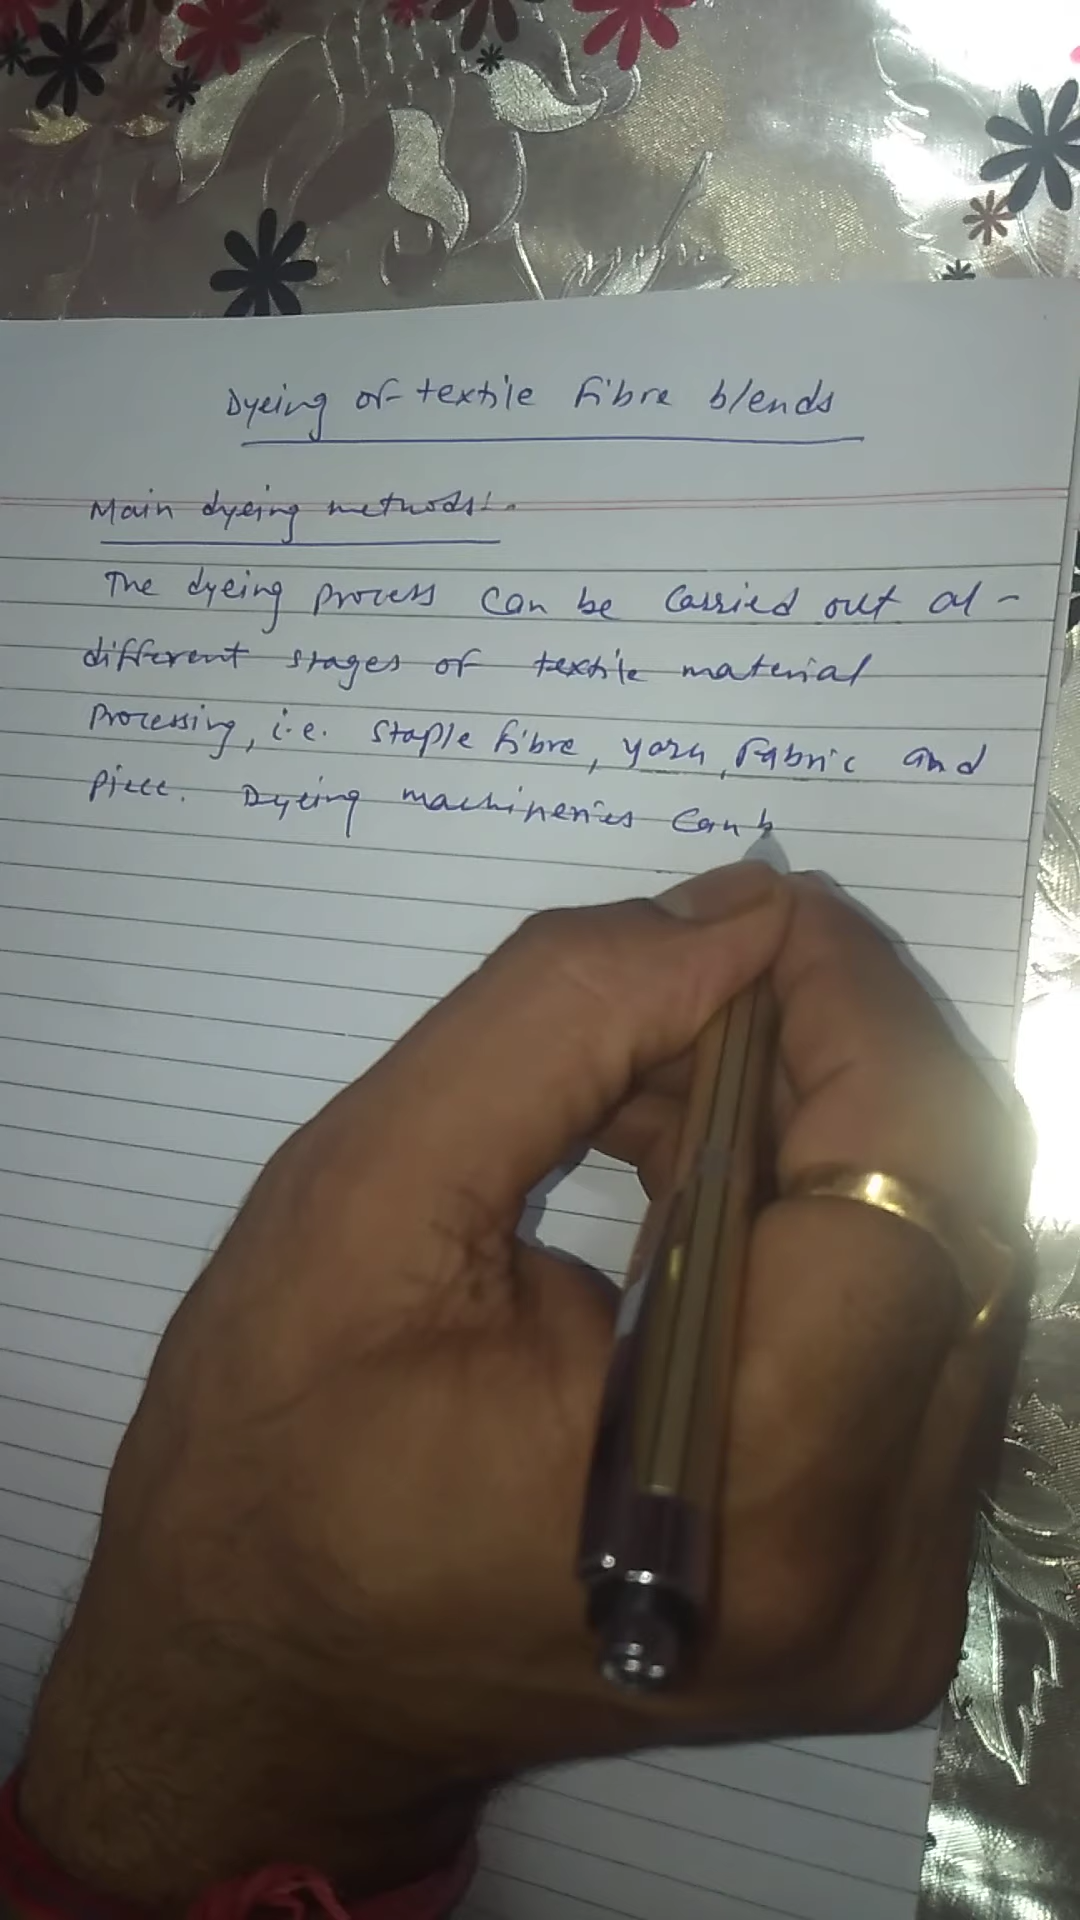 Dyeing of textile fibre blends
Main dyeing methods:-
The dyeing process can be carried out at
different stages of textile material
Processing, i.e. Staple fibre, yarn, Fabric and
piece. Dyeing machineries can b